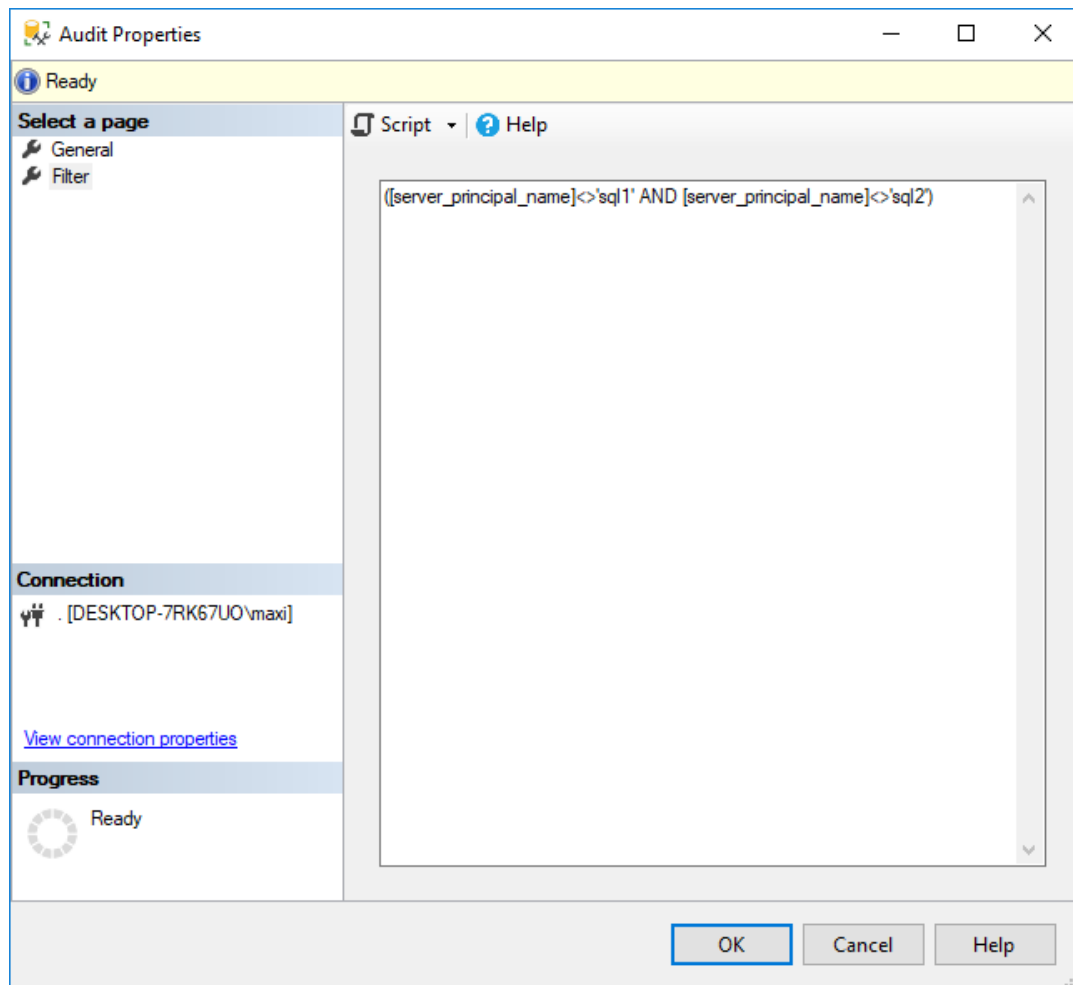 Audit Properties
Ready
Select a page
General
Filter
Script
Help
([server_principal_name]<>'sql1' AND [server_principal_name]<>'sql2')
Connection
. [DESKTOP-7RK67UO\maxi]
View connection properties
Progress
Ready
OK
Cancel
Help